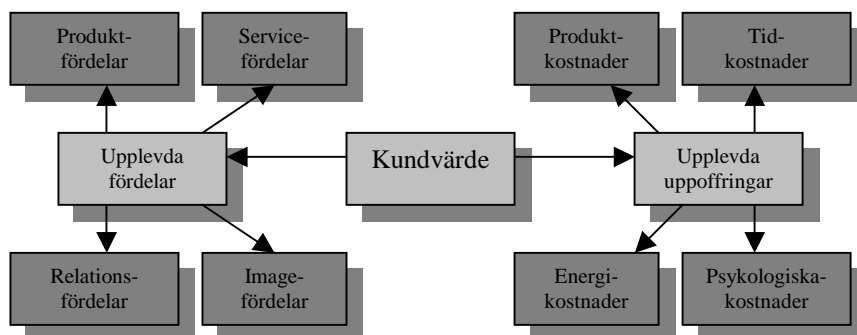 Produkt-
fördelar
Service-
fördelar
Produkt-
kostnader
Tid-
kostnader
Upplevda
fördelar
Kundvärde
Upplevda
uppoffringar
Relations-
fördelar
Image-
fördelar
Energi-
kostnader
Psykologiska-
kostnader